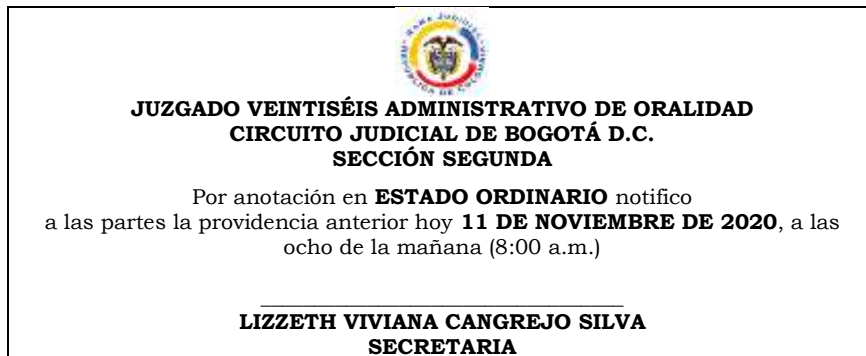 JUZGADO VEINTISÉIS ADMINISTRATIVO DE ORALIDAD
CIRCUITO JUDICIAL DE BOGOTÁ D.C.
SECCIÓN SEGUNDA
Por anotación en ESTADO ORDINARIO notifico
a las partes la providencia anterior hoy 11 DE NOVIEMBRE DE 2020, a las
ocho de la mañana (8:00 a.m.)
LIZZETH VIVIANA CANGREJO SILVA
SECRETARIA